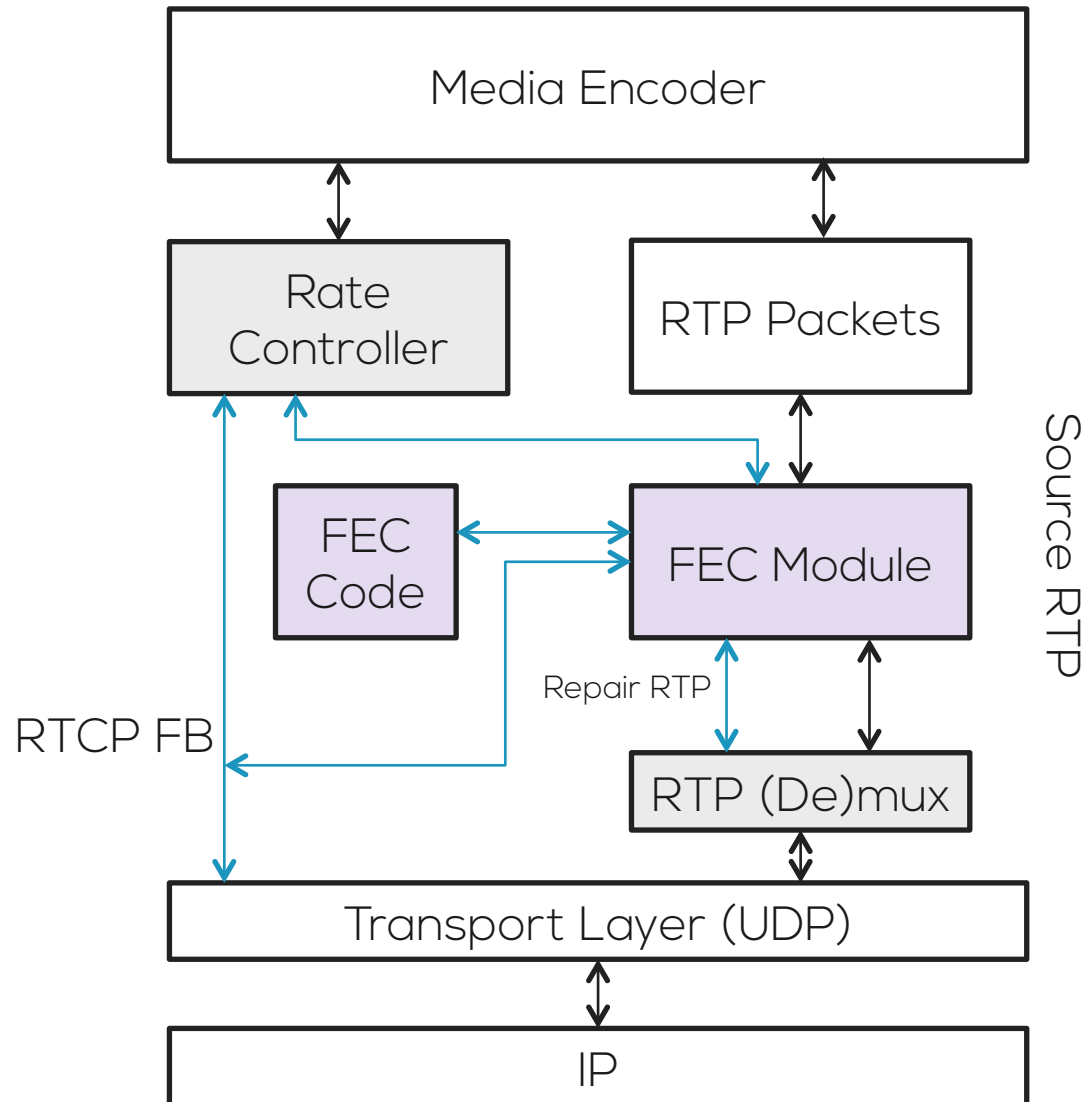 Media Encoder
Rate
Controller
RTP Packets
Source RTP
FEC
Code
FEC Module
Repair RTP
RTCP FB
RTP (De)mux
Transport Layer (UDP)
IP